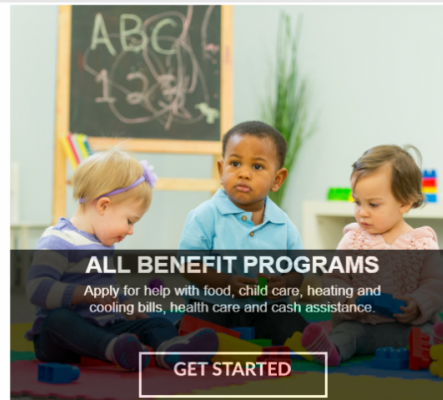 ABC
123
ALL BENEFIT PROGRAMS
Apply for help with food, child care, heating and
cooling bills, health care and cash assistance.
GET STARTED